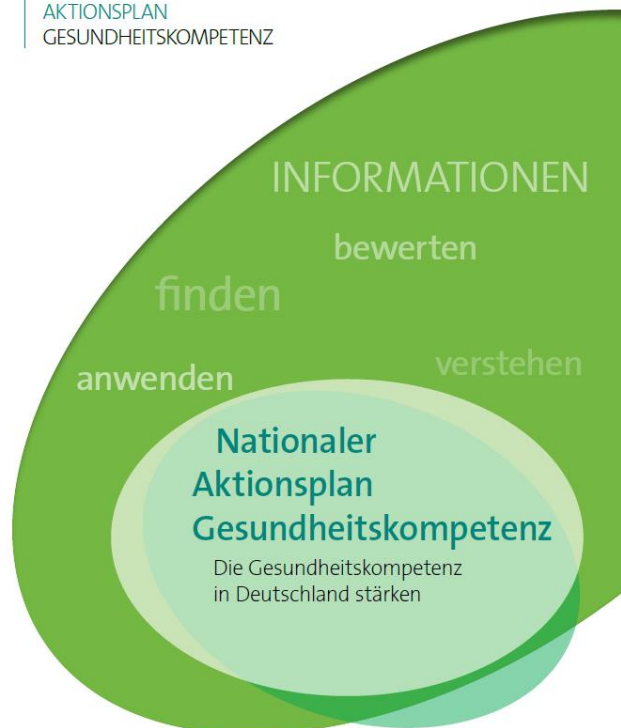 AKTIONSPLAN
GESUNDHEITSKOMPETENZ
INFORMATIONEN
bewerten
finden
verstehen
anwenden
Nationaler
Aktionsplan
Gesundheitskompetenz
Die Gesundheitskompetenz
in Deutschland stärken